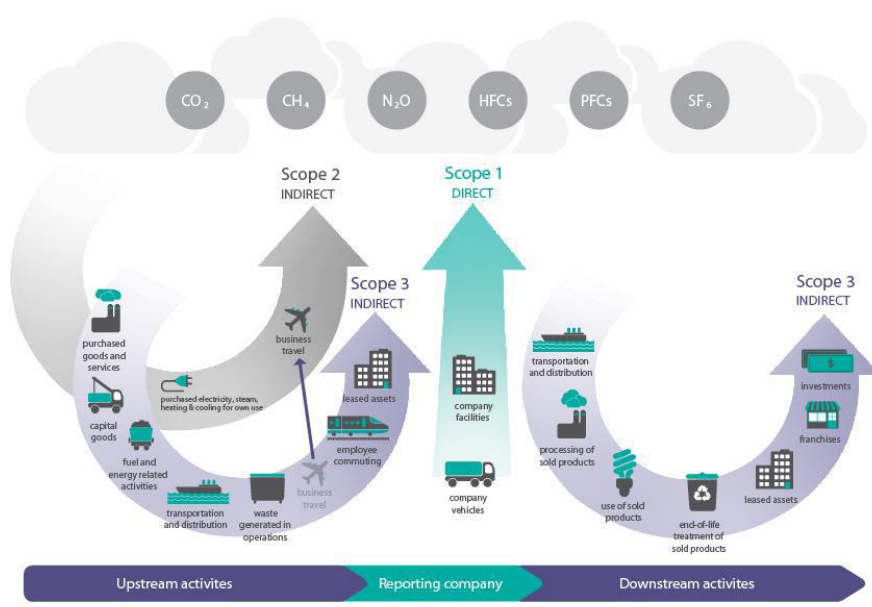 CO₂
CH₄
N₂O
HFCs
PFCs
SF₆
Scope 2
INDIRECT
Scope 1
DIRECT
Scope 3
INDIRECT
Scope 3
INDIRECT
purchased
goods and
services
capital
goods
fuel and
energy related
activities
purchased electricity, steam,
heating & cooling for own use
transportation
and distribution
waste
generated in
operations
business
travel
business
travel
employee
commuting
leased assets
company
facilities
company
vehicles
transportation
and distribution
processing of
sold products
use of sold
products
end-of-life
treatment of
sold products
leased assets
franchises
investments
$
Upstream activites
Reporting company
Downstream activites